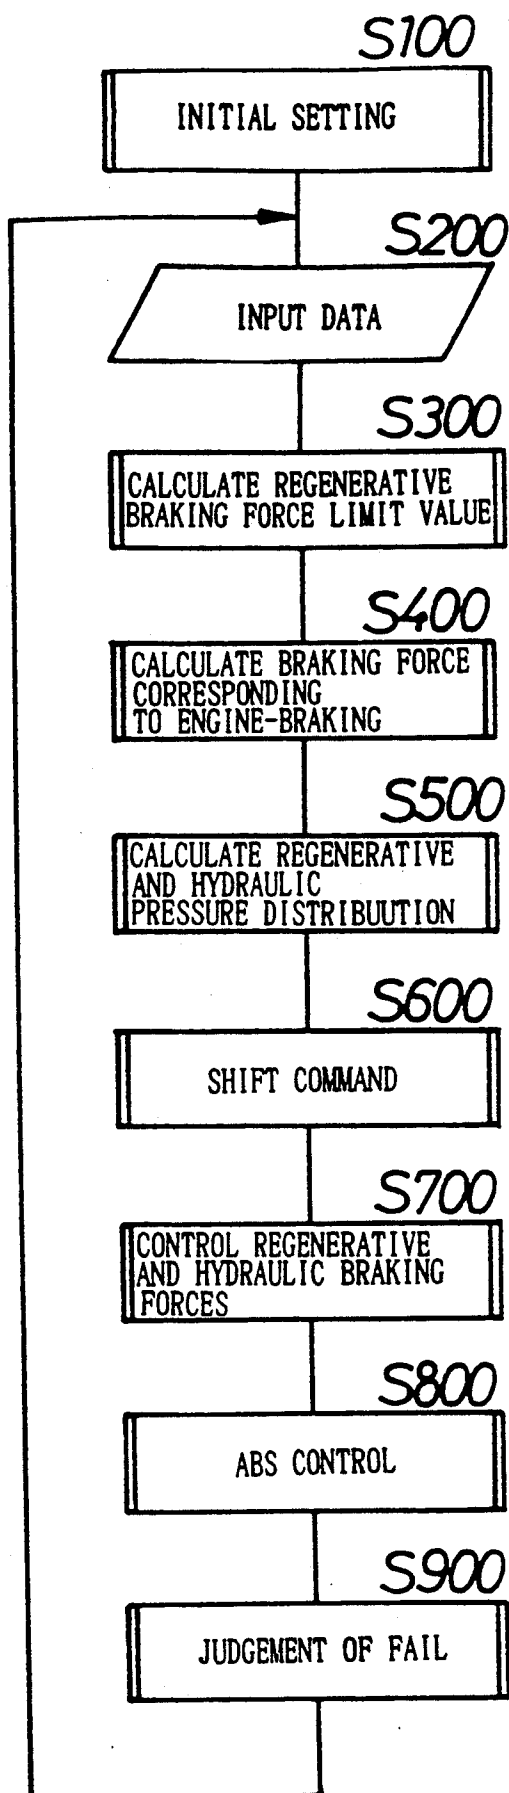 S100
INITIAL SETTING
S200
INPUT DATA
S300
CALCULATE REGENERATIVE
BRAKING FORCE LIMIT VALUE
S400
CALCULATE BRAKING FORCE
CORRESPONDING
TO ENGINE-BRAKING
S500
CALCULATE REGENERATIVE
AND HYDRAULIC
PRESSURE DISTRIBUUTION
S600
SHIFT COMMAND
S700
CONTROL REGENERATIVE
AND HYDRAULIC BRAKING
FORCES
S800
ABS CONTROL
S900
JUDGEMENT OF FAIL